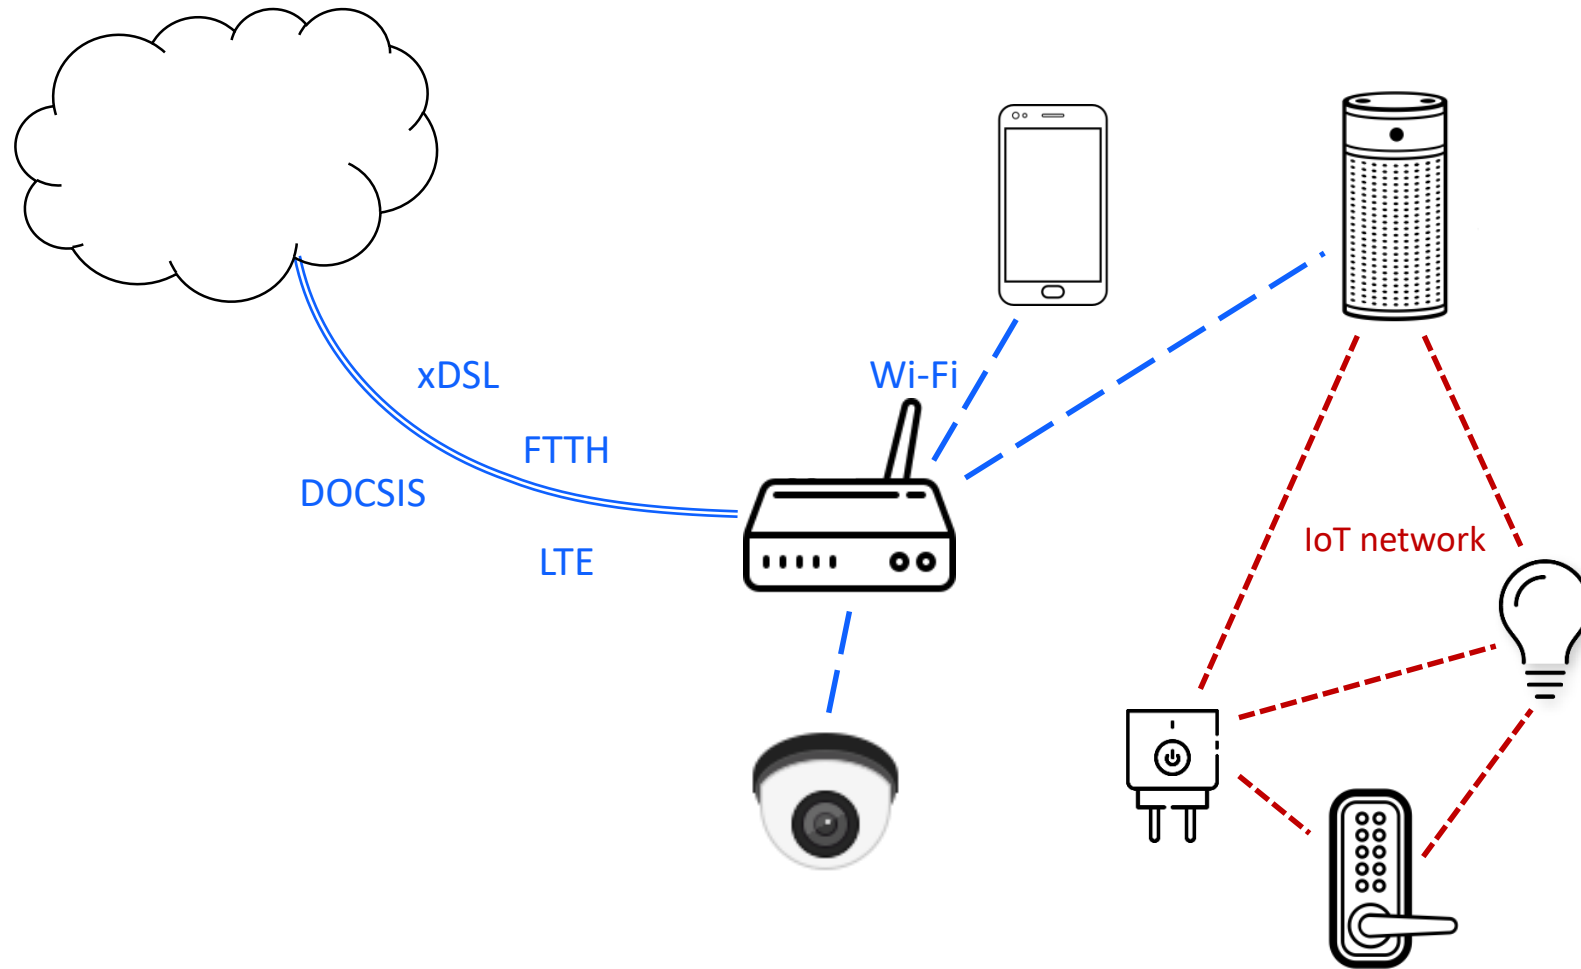 xDSL
Wi-Fi
FTTH
DOCSIS
LTE
IoT network